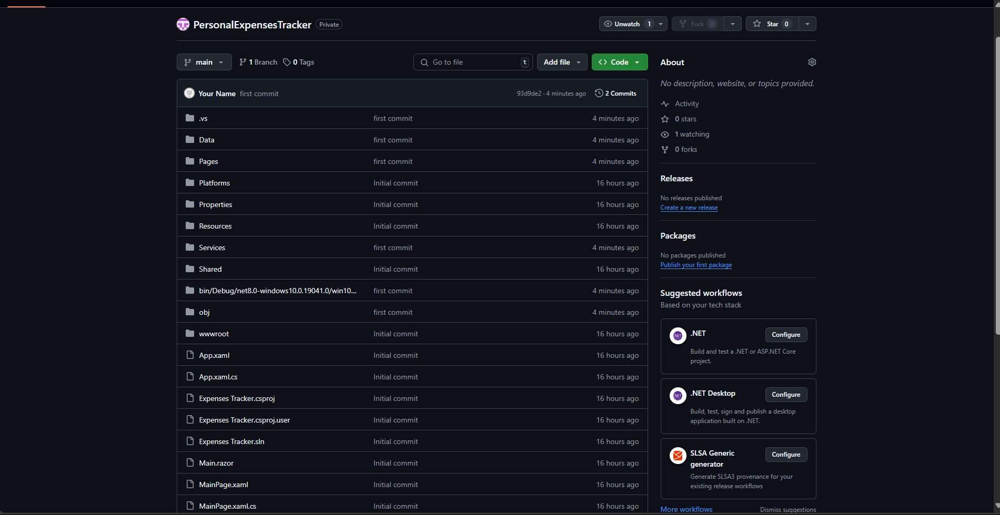 PersonalExpensesTracker Private
Unwatch 1 Fork 0 Star 0
main 1 Branch 0 Tags Go to file t Add file Code
Your Name first commit 93d9de2 · 4 minutes ago 2 Commits
.vs first commit 4 minutes ago
Data first commit 4 minutes ago
Pages first commit 4 minutes ago
Platforms Initial commit 16 hours ago
Properties Initial commit 16 hours ago
Resources Initial commit 16 hours ago
Services first commit 4 minutes ago
Shared Initial commit 16 hours ago
bin/Debug/net8.0-windows10.0.19041.0/win10... first commit 4 minutes ago
obj first commit 4 minutes ago
wwwroot Initial commit 16 hours ago
App.xaml Initial commit 16 hours ago
App.xaml.cs Initial commit 16 hours ago
Expenses Tracker.csproj Initial commit 16 hours ago
Expenses Tracker.csproj.user Initial commit 16 hours ago
Expenses Tracker.sln Initial commit 16 hours ago
Main.razor Initial commit 16 hours ago
MainPage.xaml Initial commit 16 hours ago
MainPage.xaml.cs Initial commit 16 hours ago
About
No description, website, or topics provided.
Activity
0 stars
1 watching
0 forks
Releases
No releases published
Create a new release
Packages
No packages published
Publish your first package
Suggested workflows
Based on your tech stack
.NET
.NET Configure
Build and test a .NET or ASP.NET Core
project.
.NET
.NET Desktop Configure
Build, test, sign and publish a desktop
application built on .NET.
SLSA Generic Configure
generator
Generate SLSA3 provenance for your
existing release workflows
More workflows Dismiss suggestions